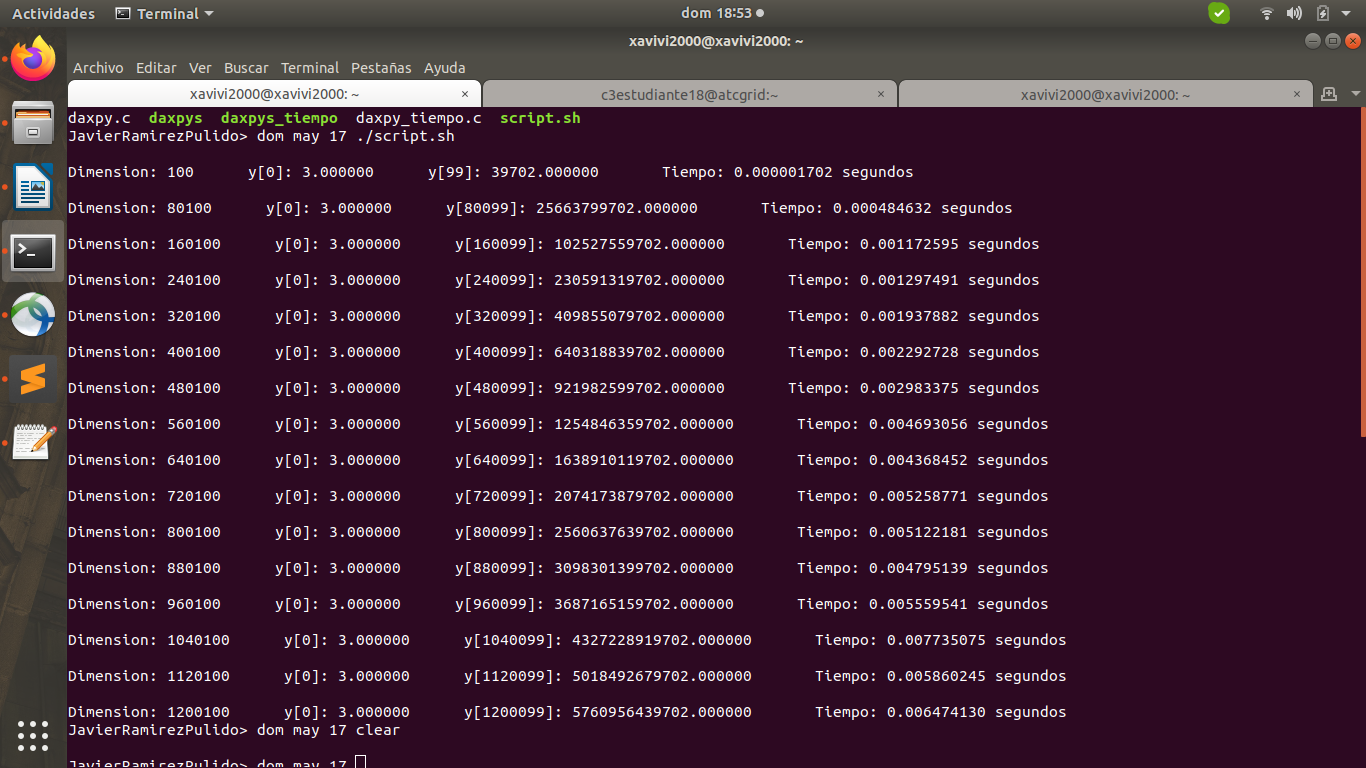 Actividades Terminal dom 18:53
xavivi2000@xavivi2000: ~
Archivo Editar Ver Buscar Terminal Pestañas Ayuda
xavivi2000@xavivi2000: ~ × c3estudiante18@atcgrid:~ × xavivi2000@xavivi2000: ~ ×
daxpy.c daxpys daxpys_tiempo daxpy_tiempo.c script.sh
JavierRamirezPulido> dom may 17 ./script.sh
Dimension: 100 y[0]: 3.000000 y[99]: 39702.000000 Tiempo: 0.000001702 segundos
Dimension: 80100 y[0]: 3.000000 y[80099]: 25663799702.000000 Tiempo: 0.000484632 segundos
Dimension: 160100 y[0]: 3.000000 y[160099]: 102527559702.000000 Tiempo: 0.001172595 segundos
Dimension: 240100 y[0]: 3.000000 y[240099]: 230591319702.000000 Tiempo: 0.001297491 segundos
Dimension: 320100 y[0]: 3.000000 y[320099]: 409855079702.000000 Tiempo: 0.001937882 segundos
Dimension: 400100 y[0]: 3.000000 y[400099]: 640318839702.000000 Tiempo: 0.002292728 segundos
Dimension: 480100 y[0]: 3.000000 y[480099]: 921982599702.000000 Tiempo: 0.002983375 segundos
Dimension: 560100 y[0]: 3.000000 y[560099]: 1254846359702.000000 Tiempo: 0.004693056 segundos
Dimension: 640100 y[0]: 3.000000 y[640099]: 1638910119702.000000 Tiempo: 0.004368452 segundos
Dimension: 720100 y[0]: 3.000000 y[720099]: 2074173879702.000000 Tiempo: 0.005258771 segundos
Dimension: 800100 y[0]: 3.000000 y[800099]: 2560637639702.000000 Tiempo: 0.005122181 segundos
Dimension: 880100 y[0]: 3.000000 y[880099]: 3098301399702.000000 Tiempo: 0.004795139 segundos
Dimension: 960100 y[0]: 3.000000 y[960099]: 3687165159702.000000 Tiempo: 0.005559541 segundos
Dimension: 1040100 y[0]: 3.000000 y[1040099]: 4327228919702.000000 Tiempo: 0.007735075 segundos
Dimension: 1120100 y[0]: 3.000000 y[1120099]: 5018492679702.000000 Tiempo: 0.005860245 segundos
Dimension: 1200100 y[0]: 3.000000 y[1200099]: 5760956439702.000000 Tiempo: 0.006474130 segundos
JavierRamirezPulido> dom may 17 clear
JavierRamirezPulido> dom may 17